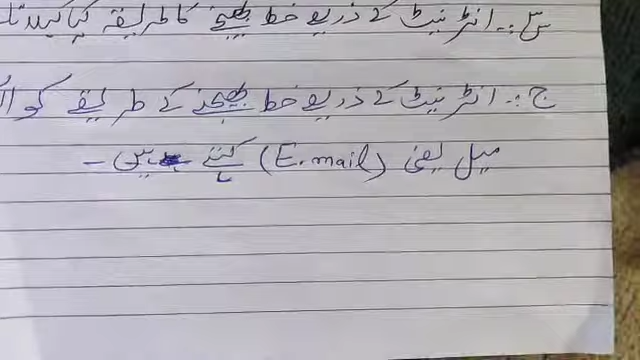 س:۔ انٹرنیٹ کے ذریعے خط بھیجنے کا طریقہ کیا کہلاتا
ج:۔ انٹرنیٹ کے ذریعے خط بھیجنے کے طریقے کو
میل یعنی (E.mail) کہتے ہیں ۔